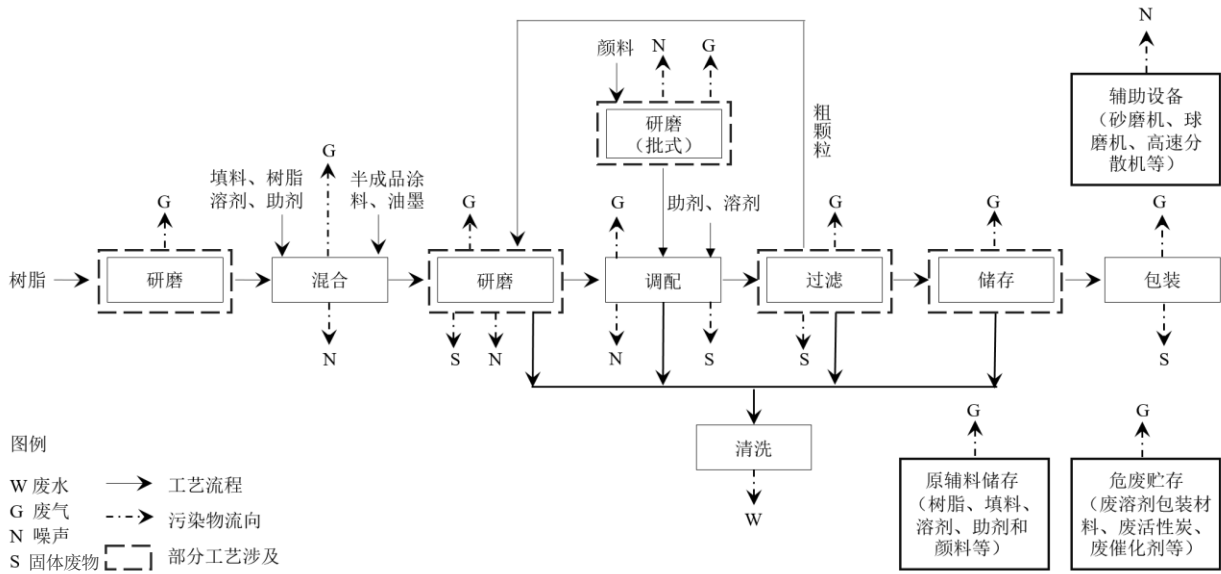 N
颜料
N
G
辅助设备
（砂磨机、球
磨机、高速分
散机等）
研磨
（批式）
粗颗粒
G
填料、树脂
溶剂、助剂
半成品涂
料、油墨
G
G
G
助剂、溶剂
G
G
G
树脂
研磨
混合
研磨
调配
过滤
储存
包装
N
S
N
N
S
S
S
清洗
W
G
G
原辅料储存
（树脂、填料、
溶剂、助剂和
颜料等）
危废贮存
（废溶剂包装材
料、废活性炭、
废催化剂等）
图例
W 废水
工艺流程
G 废气
污染物流向
N 噪声
S 固体废物
部分工艺涉及